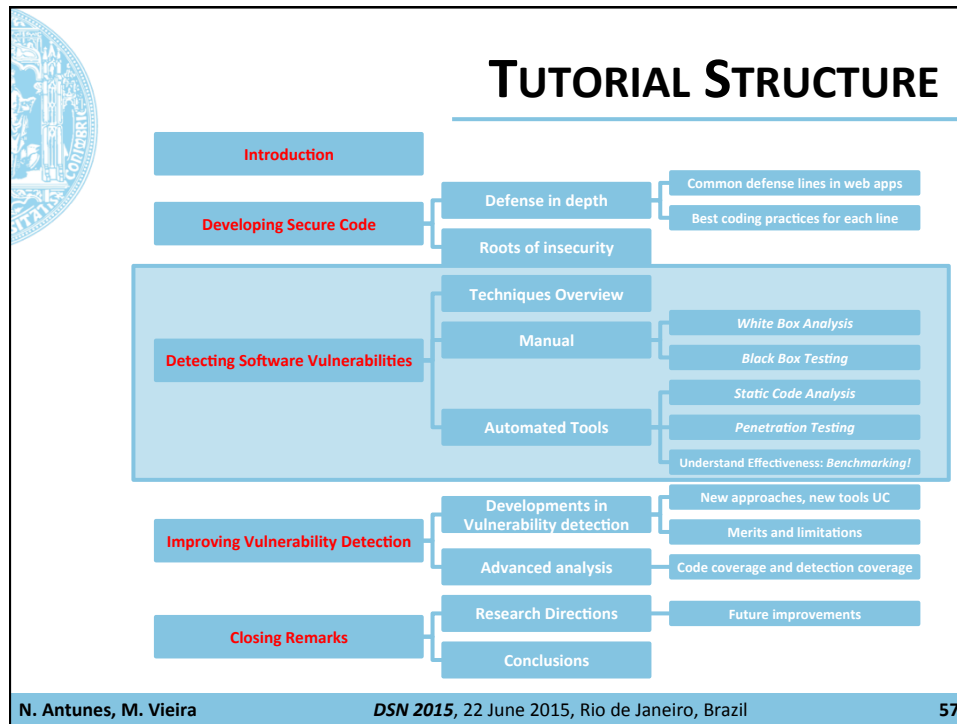 TUTORIAL STRUCTURE
Introduction
Developing Secure Code
Defense in depth
Common defense lines in web apps
Best coding practices for each line
Roots of insecurity
Detecting Software Vulnerabilities
Techniques Overview
Manual
White Box Analysis
Black Box Testing
Automated Tools
Static Code Analysis
Penetration Testing
Understand Effectiveness: Benchmarking!
Improving Vulnerability Detection
Developments in
Vulnerability detection
New approaches, new tools UC
Merits and limitations
Advanced analysis
Code coverage and detection coverage
Closing Remarks
Research Directions
Future improvements
Conclusions
N. Antunes, M. Vieira
DSN 2015, 22 June 2015, Rio de Janeiro, Brazil
57